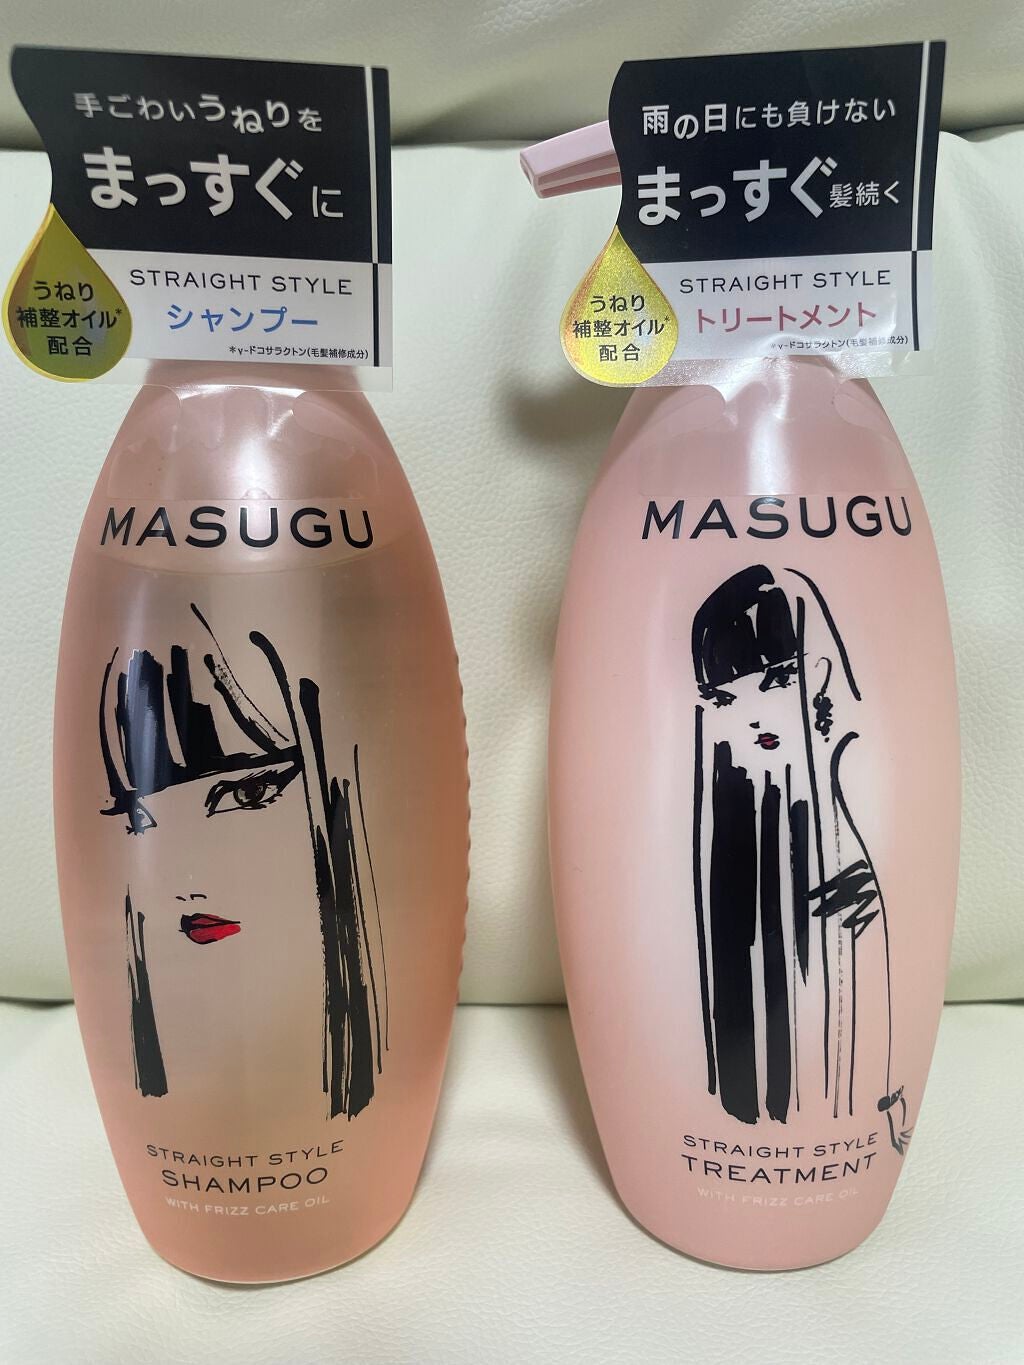 手ごわいうねりを
まっすぐに
STRAIGHT STYLE
シャンプー
うねり
補整オイル*
配合
*γ-ドコサラクトン(毛髪補修成分)
MASUGU
STRAIGHT STYLE
SHAMPOO
WITH FRIZZ CARE OIL
雨の日にも負けない
まっすぐ髪続く
STRAIGHT STYLE
トリートメント
うねり
補整オイル*
配合
*γ-ドコサラクトン(毛髪補修成分)
MASUGU
STRAIGHT STYLE
TREATMENT
WITH FRIZZ CARE OIL